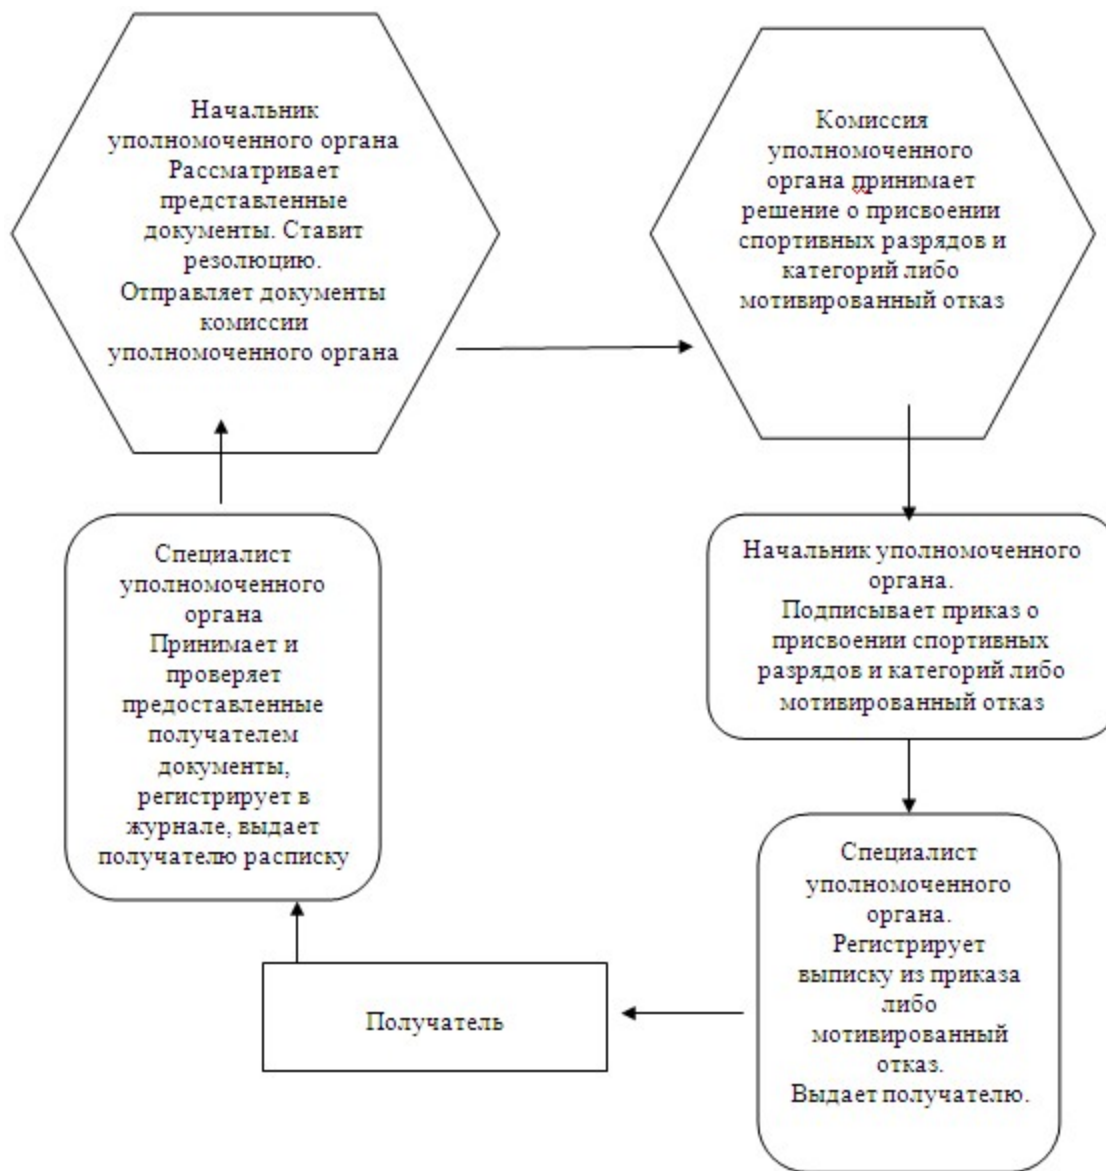 Начальник
уполномоченного органа
Рассматривает
представленные
документы. Ставит
резолюцию.
Отправляет документы
комиссии
уполномоченного органа
Комиссия
уполномоченного
органа принимает
решение о присвоении
спортивных разрядов и
категорий либо
мотивированный отказ
Специалист
уполномоченного
органа
Принимает и
проверяет
предоставленные
получателем
документы,
регистрирует в
журнале, выдает
получателю расписку
Начальник уполномоченного
органа.
Подписывает приказ о
присвоении спортивных
разрядов и категорий либо
мотивированный отказ
Специалист
уполномоченного
органа.
Регистрирует
выписку из приказа
либо
мотивированный
отказ.
Выдает получателю.
Получатель